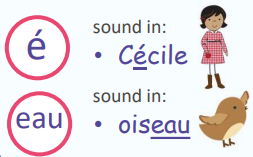 é
sound in:
• Cécile
eau
sound in:
• oiseau